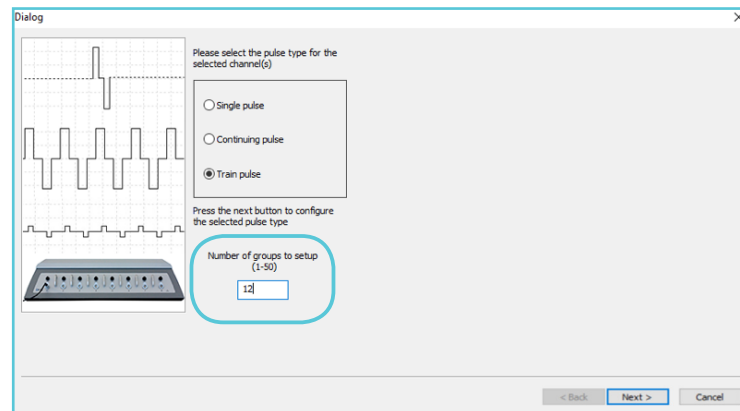 Dialog
Please select the pulse type for the
selected channel(s)
Single pulse
Continuing pulse
Train pulse
Press the next button to configure
the selected pulse type
Number of groups to setup
(1-50)
12
< Back
Next >
Cancel